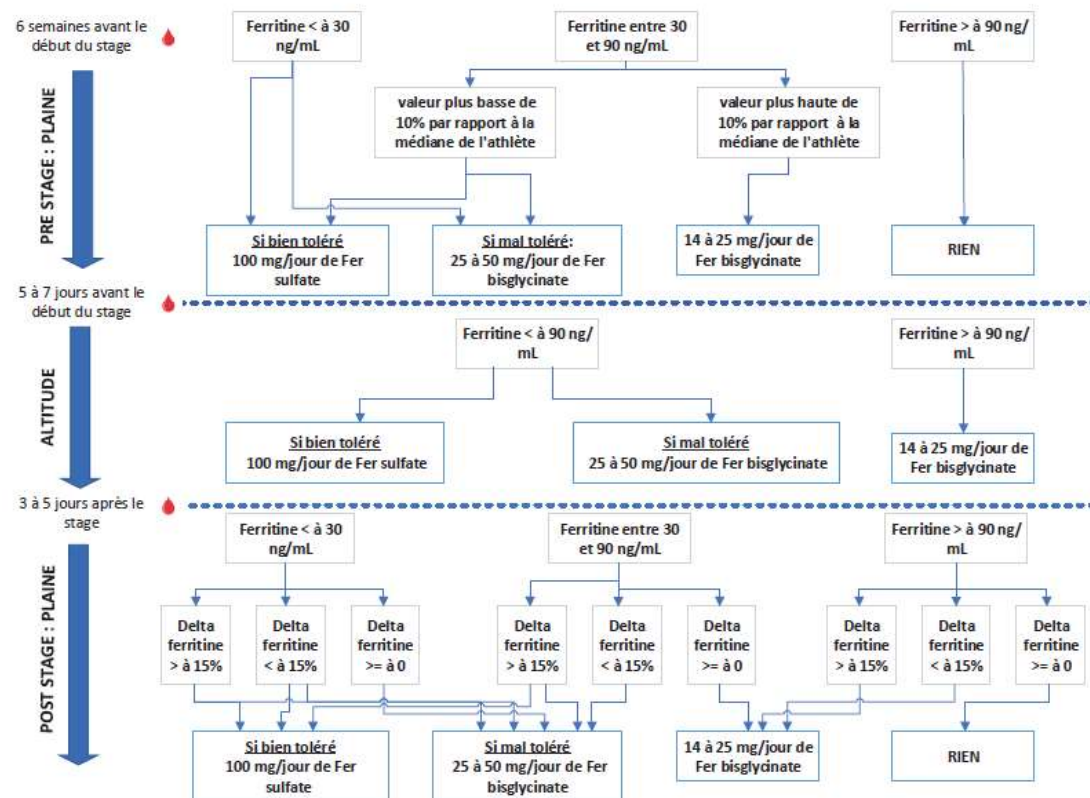 6 semaines avant le
début du stage
Ferritine < à 30
ng/mL
Ferritine entre 30
et 90 ng/mL
Ferritine > à 90 ng/
mL
PRE STAGE : PLAINE
valeur plus basse de
10% par rapport à la
médiane de l'athlète
valeur plus haute de
10% par rapport à la
médiane de l'athlète
Si bien toléré
100 mg/jour de Fer
sulfate
Si mal toléré:
25 à 50 mg/jour de Fer
bisglycinate
14 à 25 mg/jour de
Fer bisglycinate
RIEN
5 à 7 jours avant le
début du stage
Ferritine < à 90 ng/
mL
Ferritine > à 90 ng/
mL
ALTITUDE
Si bien toléré
100 mg/jour de Fer sulfate
Si mal toléré
25 à 50 mg/jour de Fer bisglycinate
14 à 25 mg/jour de
Fer bisglycinate
3 à 5 jours après le
stage
Ferritine < à 30
ng/mL
Ferritine entre 30
et 90 ng/mL
Ferritine > à 90 ng/
mL
POST STAGE : PLAINE
Delta
ferritine
> à 15%
Delta
ferritine
< à 15%
Delta
ferritine
>= à 0
Delta
ferritine
> à 15%
Delta
ferritine
< à 15%
Delta
ferritine
>= à 0
Delta
ferritine
> à 15%
Delta
ferritine
< à 15%
Delta
ferritine
>= à 0
Si bien toléré
100 mg/jour de Fer
sulfate
Si mal toléré
25 à 50 mg/jour de Fer
bisglycinate
14 à 25 mg/jour de
Fer bisglycinate
RIEN